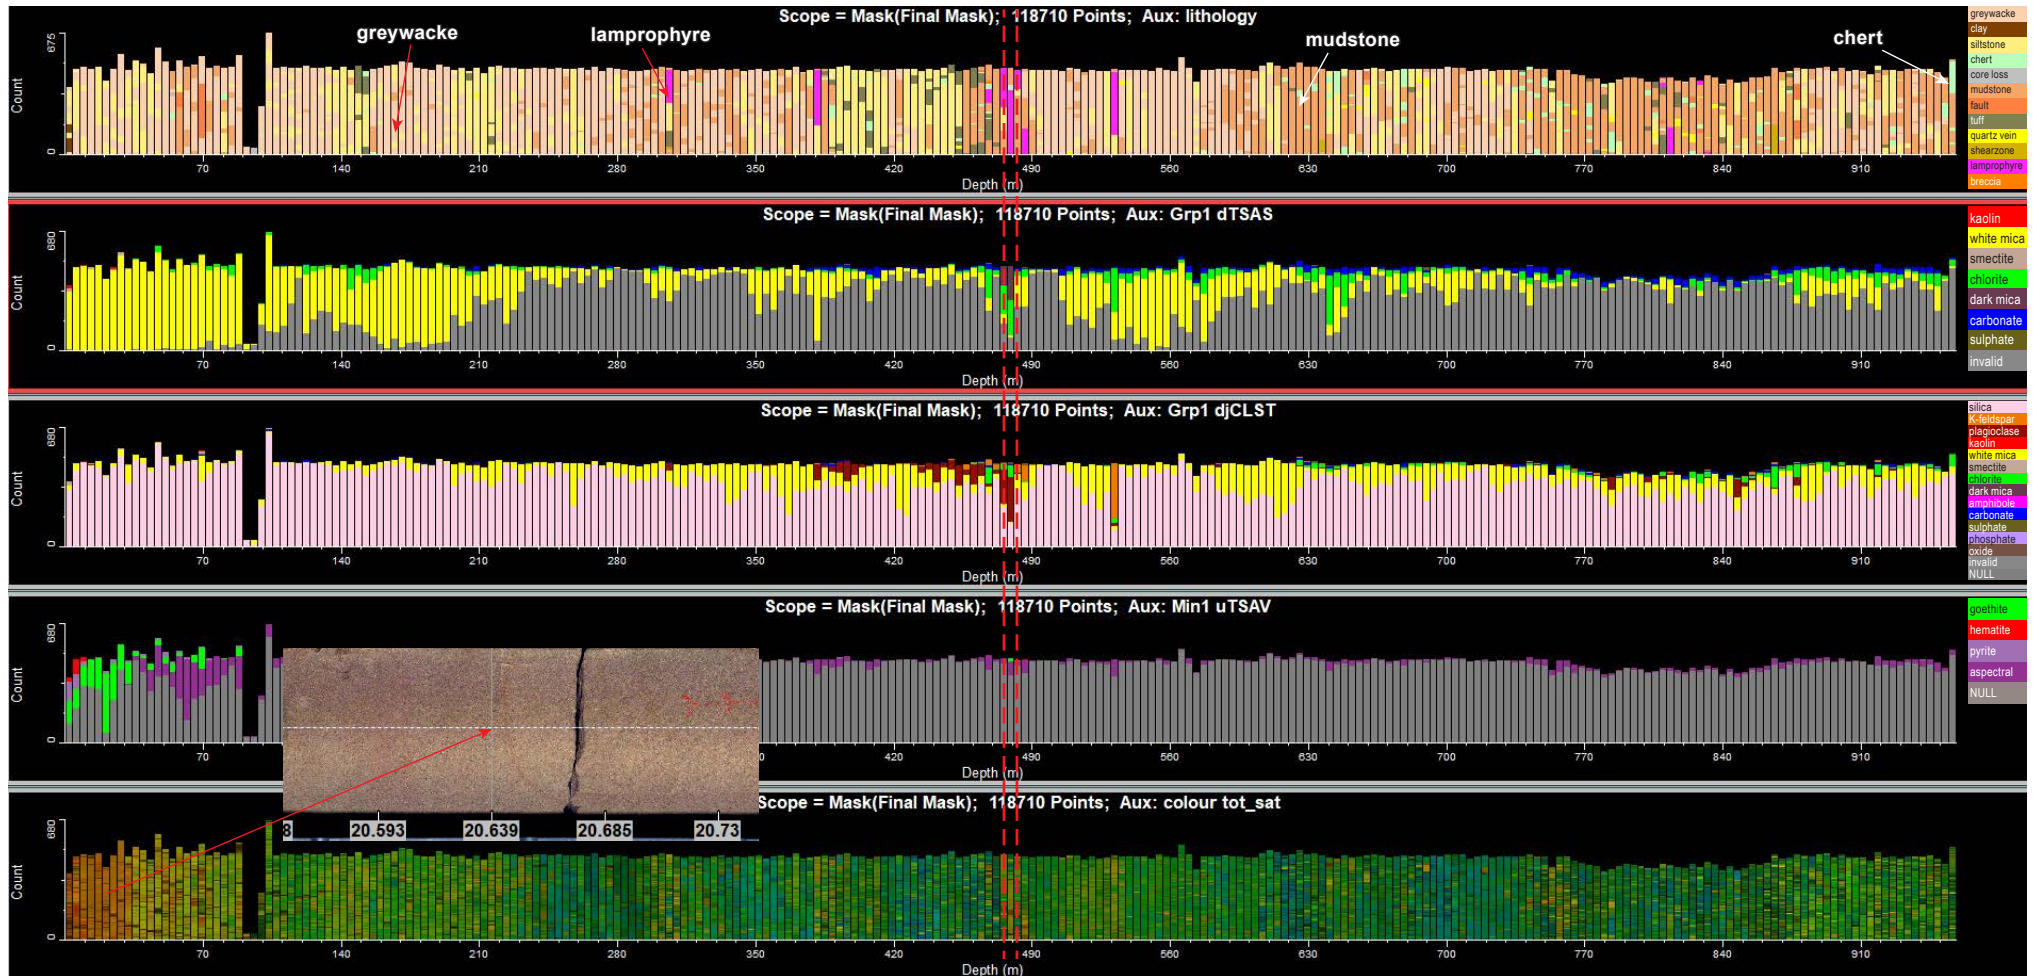 Scope = Mask(Final Mask); 118710 Points; Aux: lithology
greywacke
lamprophyre
mudstone
chert
675
Count
0
70 140 210 280 350 420 490 560 630 700 770 840 910
Depth (m)
greywacke
clay
siltstone
chert
core loss
mudstone
fault
tuff
quartz vein
shearzone
lamprophyre
breccia
Scope = Mask(Final Mask); 118710 Points; Aux: Grp1 dTSAS
680
Count
0
70 140 210 280 350 420 490 560 630 700 770 840 910
Depth (m)
kaolin
white mica
smectite
chlorite
dark mica
carbonate
sulphate
invalid
Scope = Mask(Final Mask); 118710 Points; Aux: Grp1 djCLST
680
Count
0
70 140 210 280 350 420 490 560 630 700 770 840 910
Depth (m)
silica
K-feldspar
plagioclase
kaolin
white mica
smectite
chlorite
dark mica
amphibole
carbonate
sulphate
phosphate
oxide
invalid
NULL
Scope = Mask(Final Mask); 118710 Points; Aux: Min1 uTSAV
680
Count
0
70 0 420 490 560 630 700 770 840 910
Depth (m)
goethite
hematite
pyrite
aspectral
NULL
8 20.593 20.639 20.685 20.73
Scope = Mask(Final Mask); 118710 Points; Aux: colour tot_sat
680
Count
0
70 140 210 280 350 420 490 560 630 700 770 840 910
Depth (m)